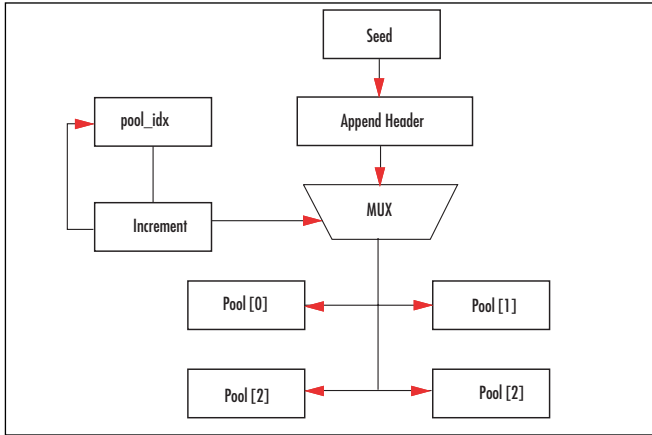 Seed
Append Header
pool_idx
MUX
Increment
Pool [0]
Pool [1]
Pool [2]
Pool [2]